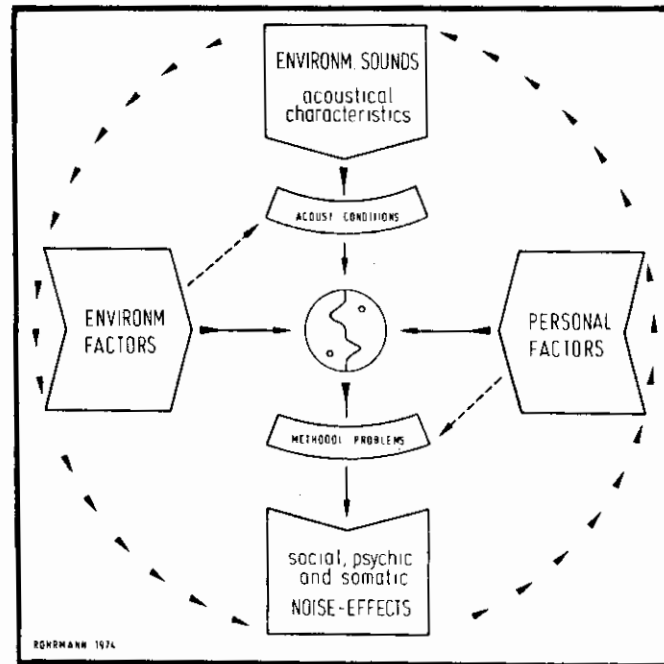 ENVIRONM. SOUNDS
acoustical
characteristics
ACOUST CONDITIONS
ENVIRONM
FACTORS
PERSONAL
FACTORS
METHODOL PROBLEMS
social, psychic
and somatic
NOISE-EFFECTS
ROHRMANN 1974